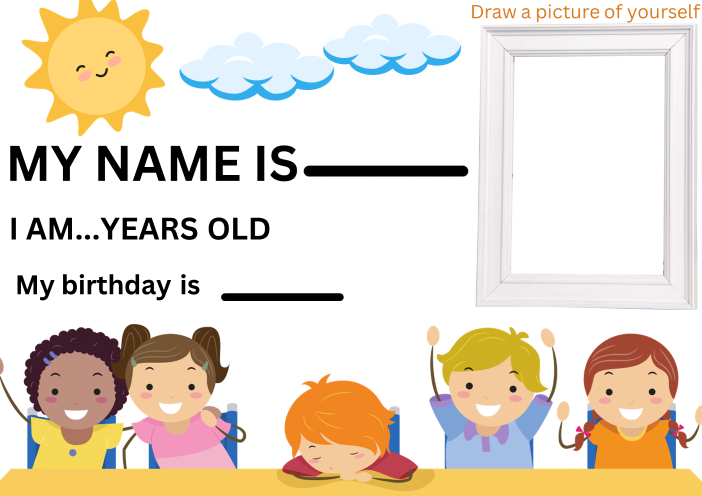 Draw a picture of yourself
MY NAME IS
I AM...YEARS OLD
My birthday is